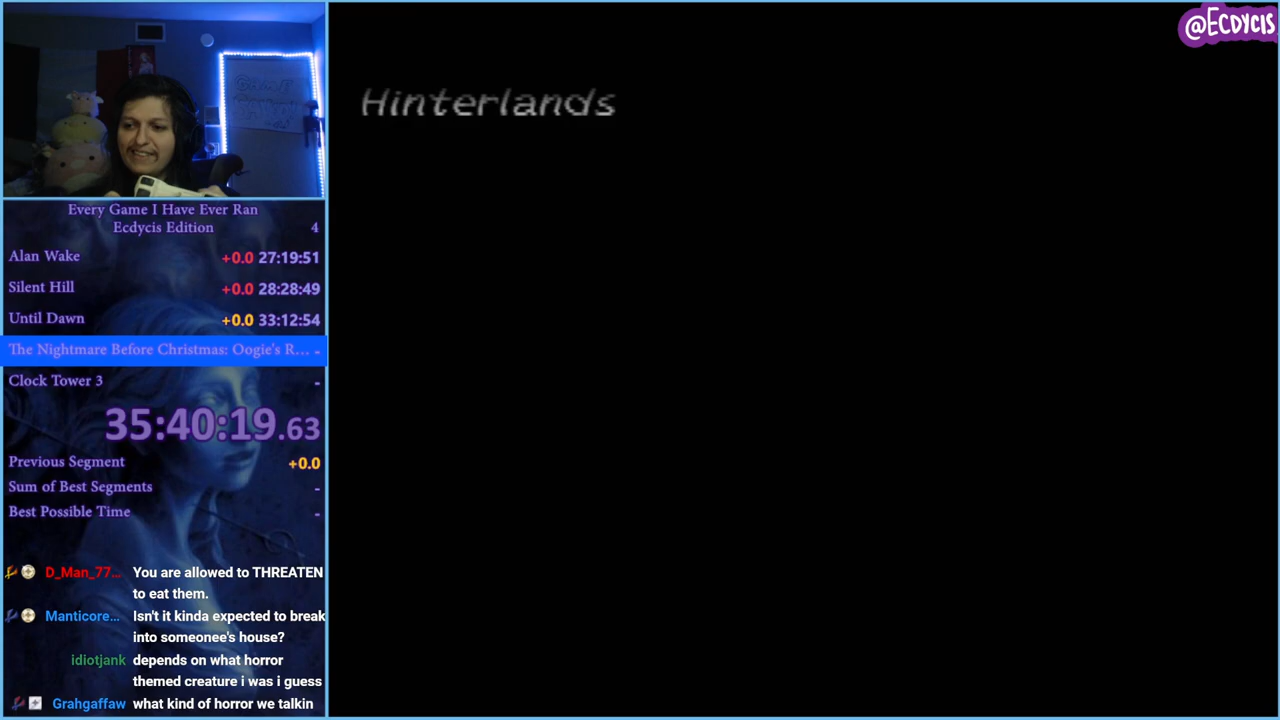 @ECDYCIS
Hinterlands
Every Game I Have Ever Ran
Ecdycis Edition 4
Alan Wake +0.0 27:19:51
Silent Hill +0.0 28:28:49
Until Dawn +0.0 33:12:54
The Nightmare Before Christmas: Oogie's R... -
Clock Tower 3 -
35:40:19.63
Previous Segment +0.0
Sum of Best Segments -
Best Possible Time -
D_Man_77... You are allowed to THREATEN
to eat them.
Manticore... Isn't it kinda expected to break
into someonee's house?
idiotjank depends on what horror
themed creature i was i guess
Grahgaffaw what kind of horror we talkin